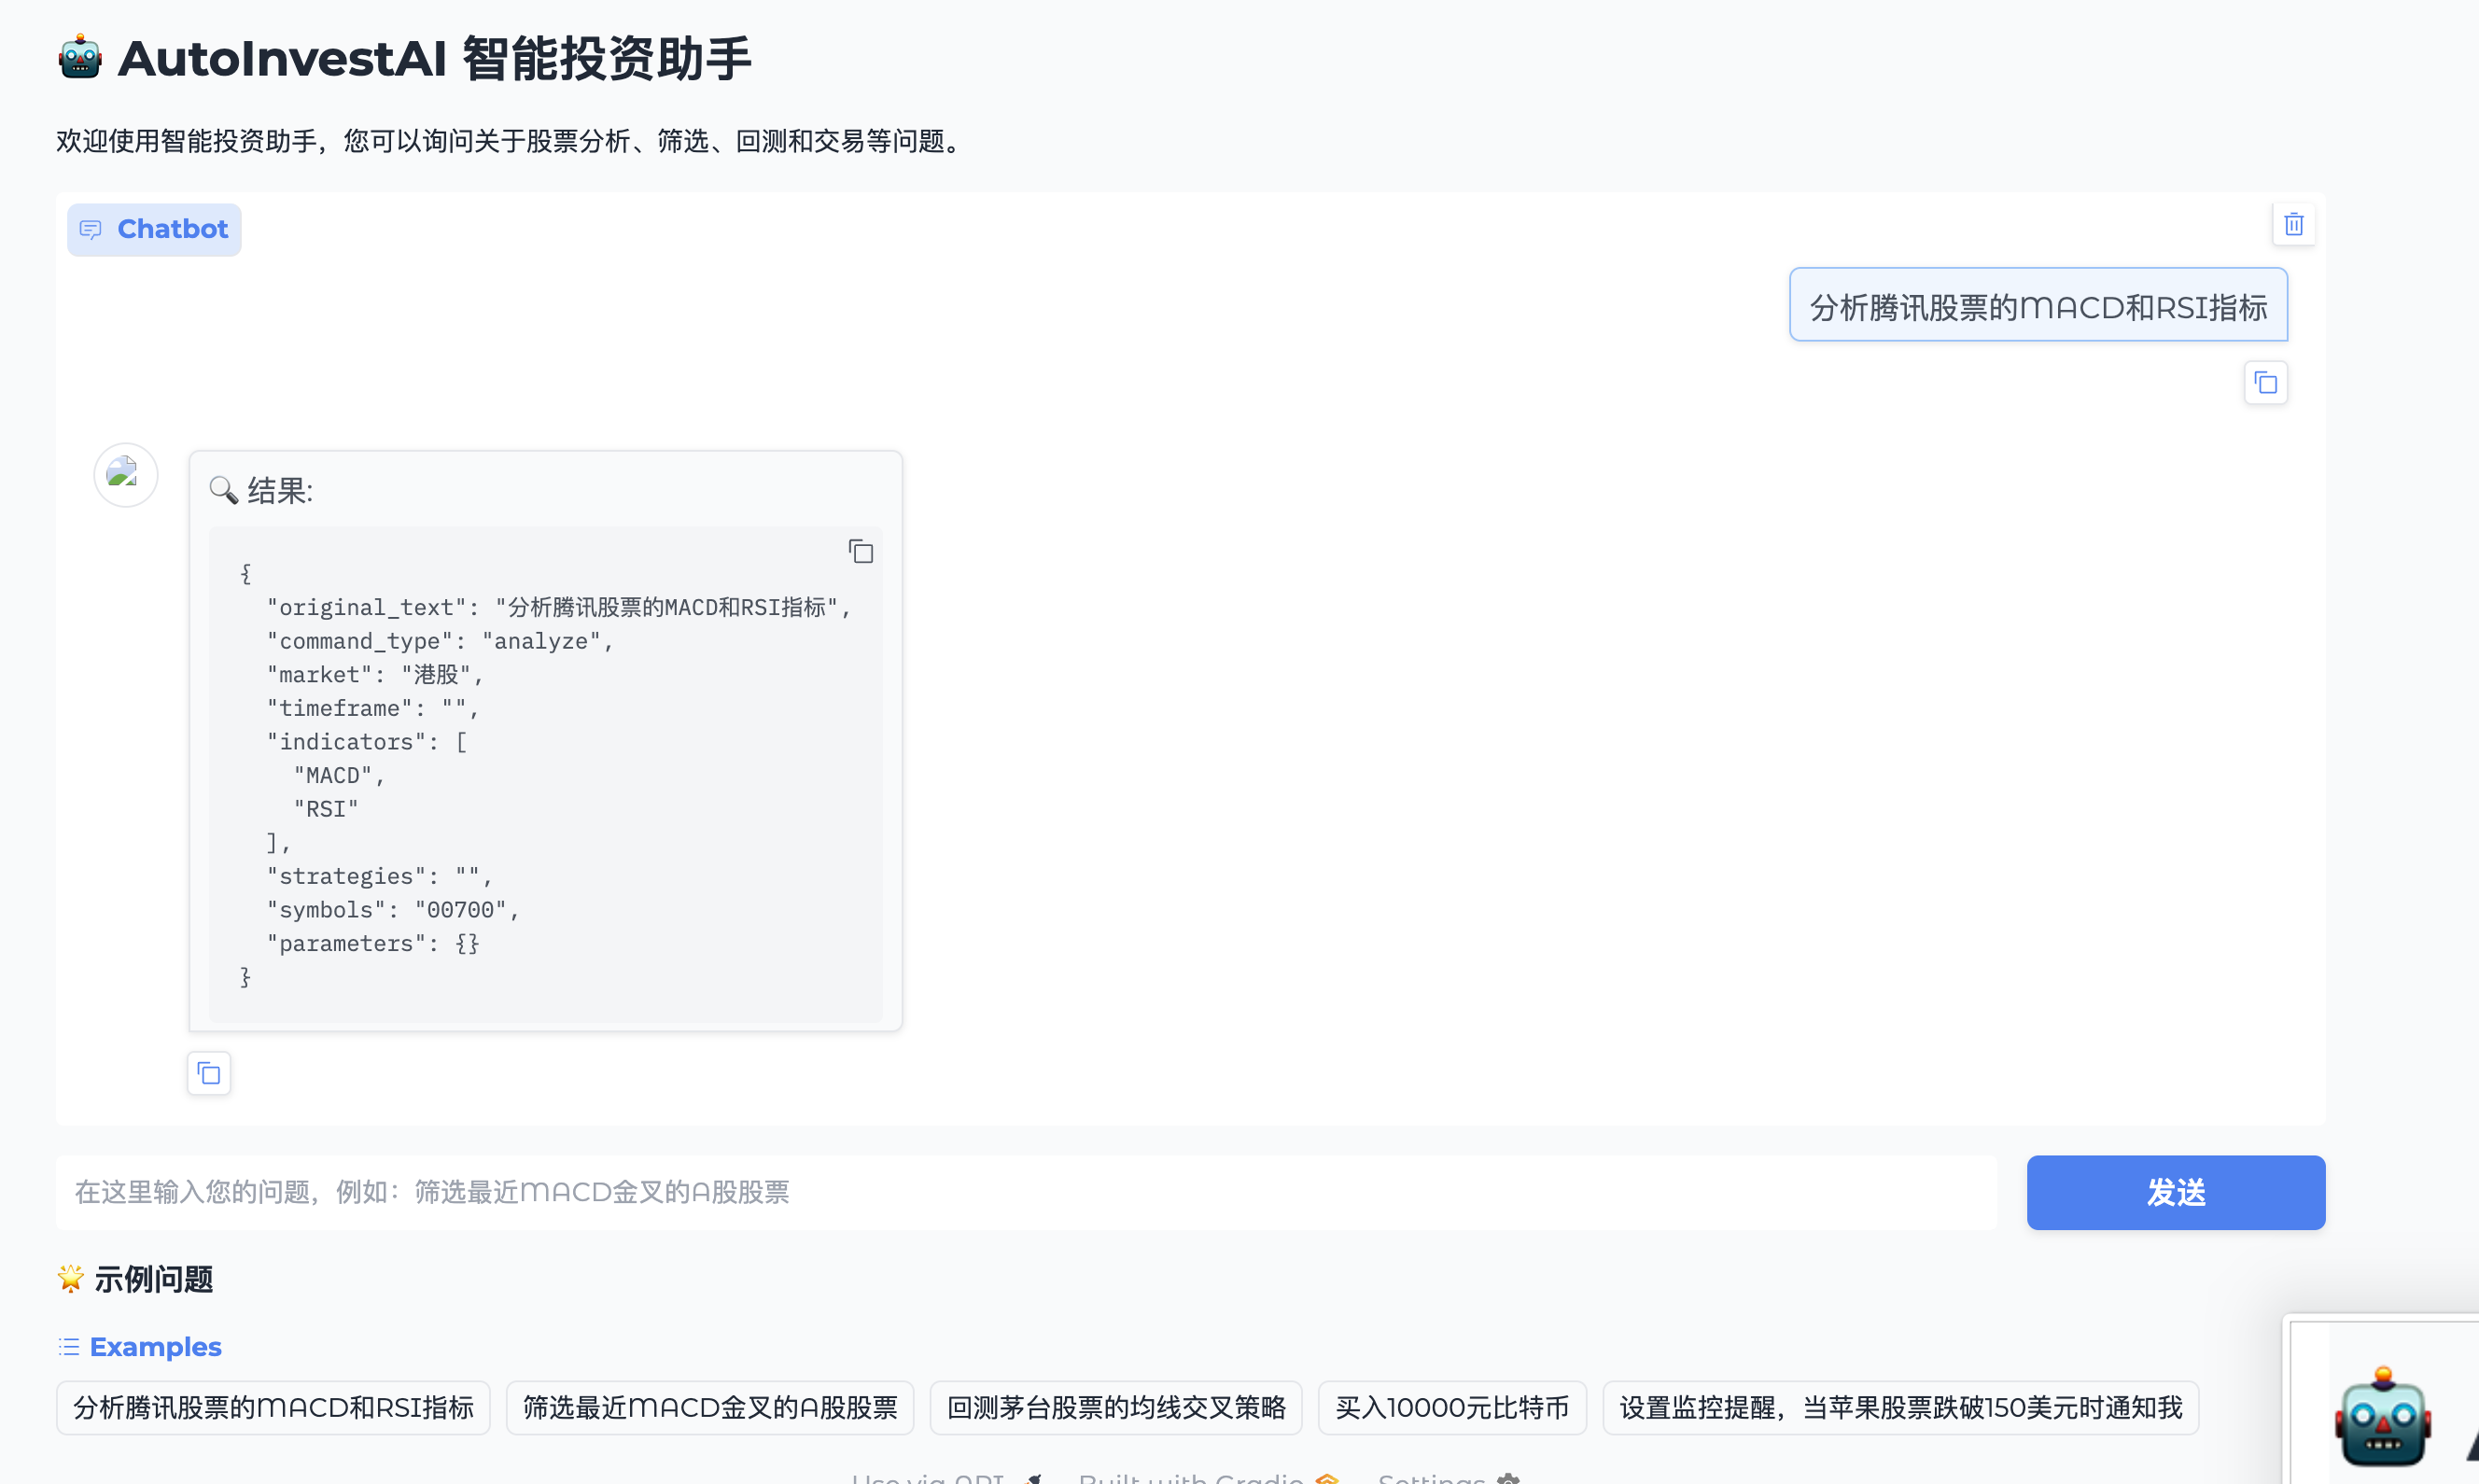 🤖 AutoInvestAI 智能投资助手
欢迎使用智能投资助手，您可以询问关于股票分析、筛选、回测和交易等问题。
Chatbot
分析腾讯股票的MACD和RSI指标
🔍 结果:
{
  "original_text": "分析腾讯股票的MACD和RSI指标",
  "command_type": "analyze",
  "market": "港股",
  "timeframe": "",
  "indicators": [
    "MACD",
    "RSI"
  ],
  "strategies": "",
  "symbols": "00700",
  "parameters": {}
}
在这里输入您的问题，例如：筛选最近MACD金叉的A股股票
发送
🌟 示例问题
Examples
分析腾讯股票的MACD和RSI指标
筛选最近MACD金叉的A股股票
回测茅台股票的均线交叉策略
买入10000元比特币
设置监控提醒，当苹果股票跌破150美元时通知我
Use via API
Built with Gradio
Settings